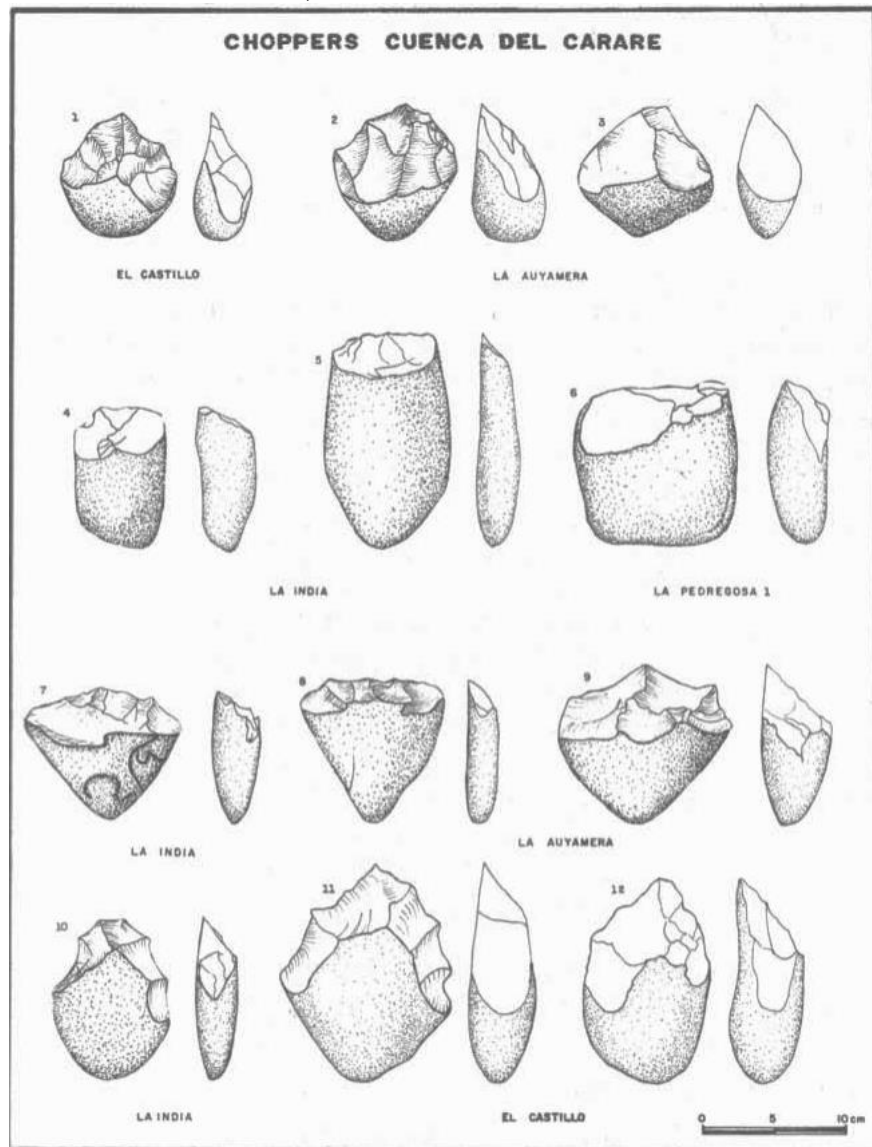 CHOPPERS CUENCA DEL CARARE
1
2
3
EL CASTILLO
LA AUYAMERA
4
5
6
LA INDIA
LA PEDREGOSA 1
7
8
9
LA INDIA
LA AUYAMERA
10
11
12
LA INDIA
EL CASTILLO
0 5 10 cm